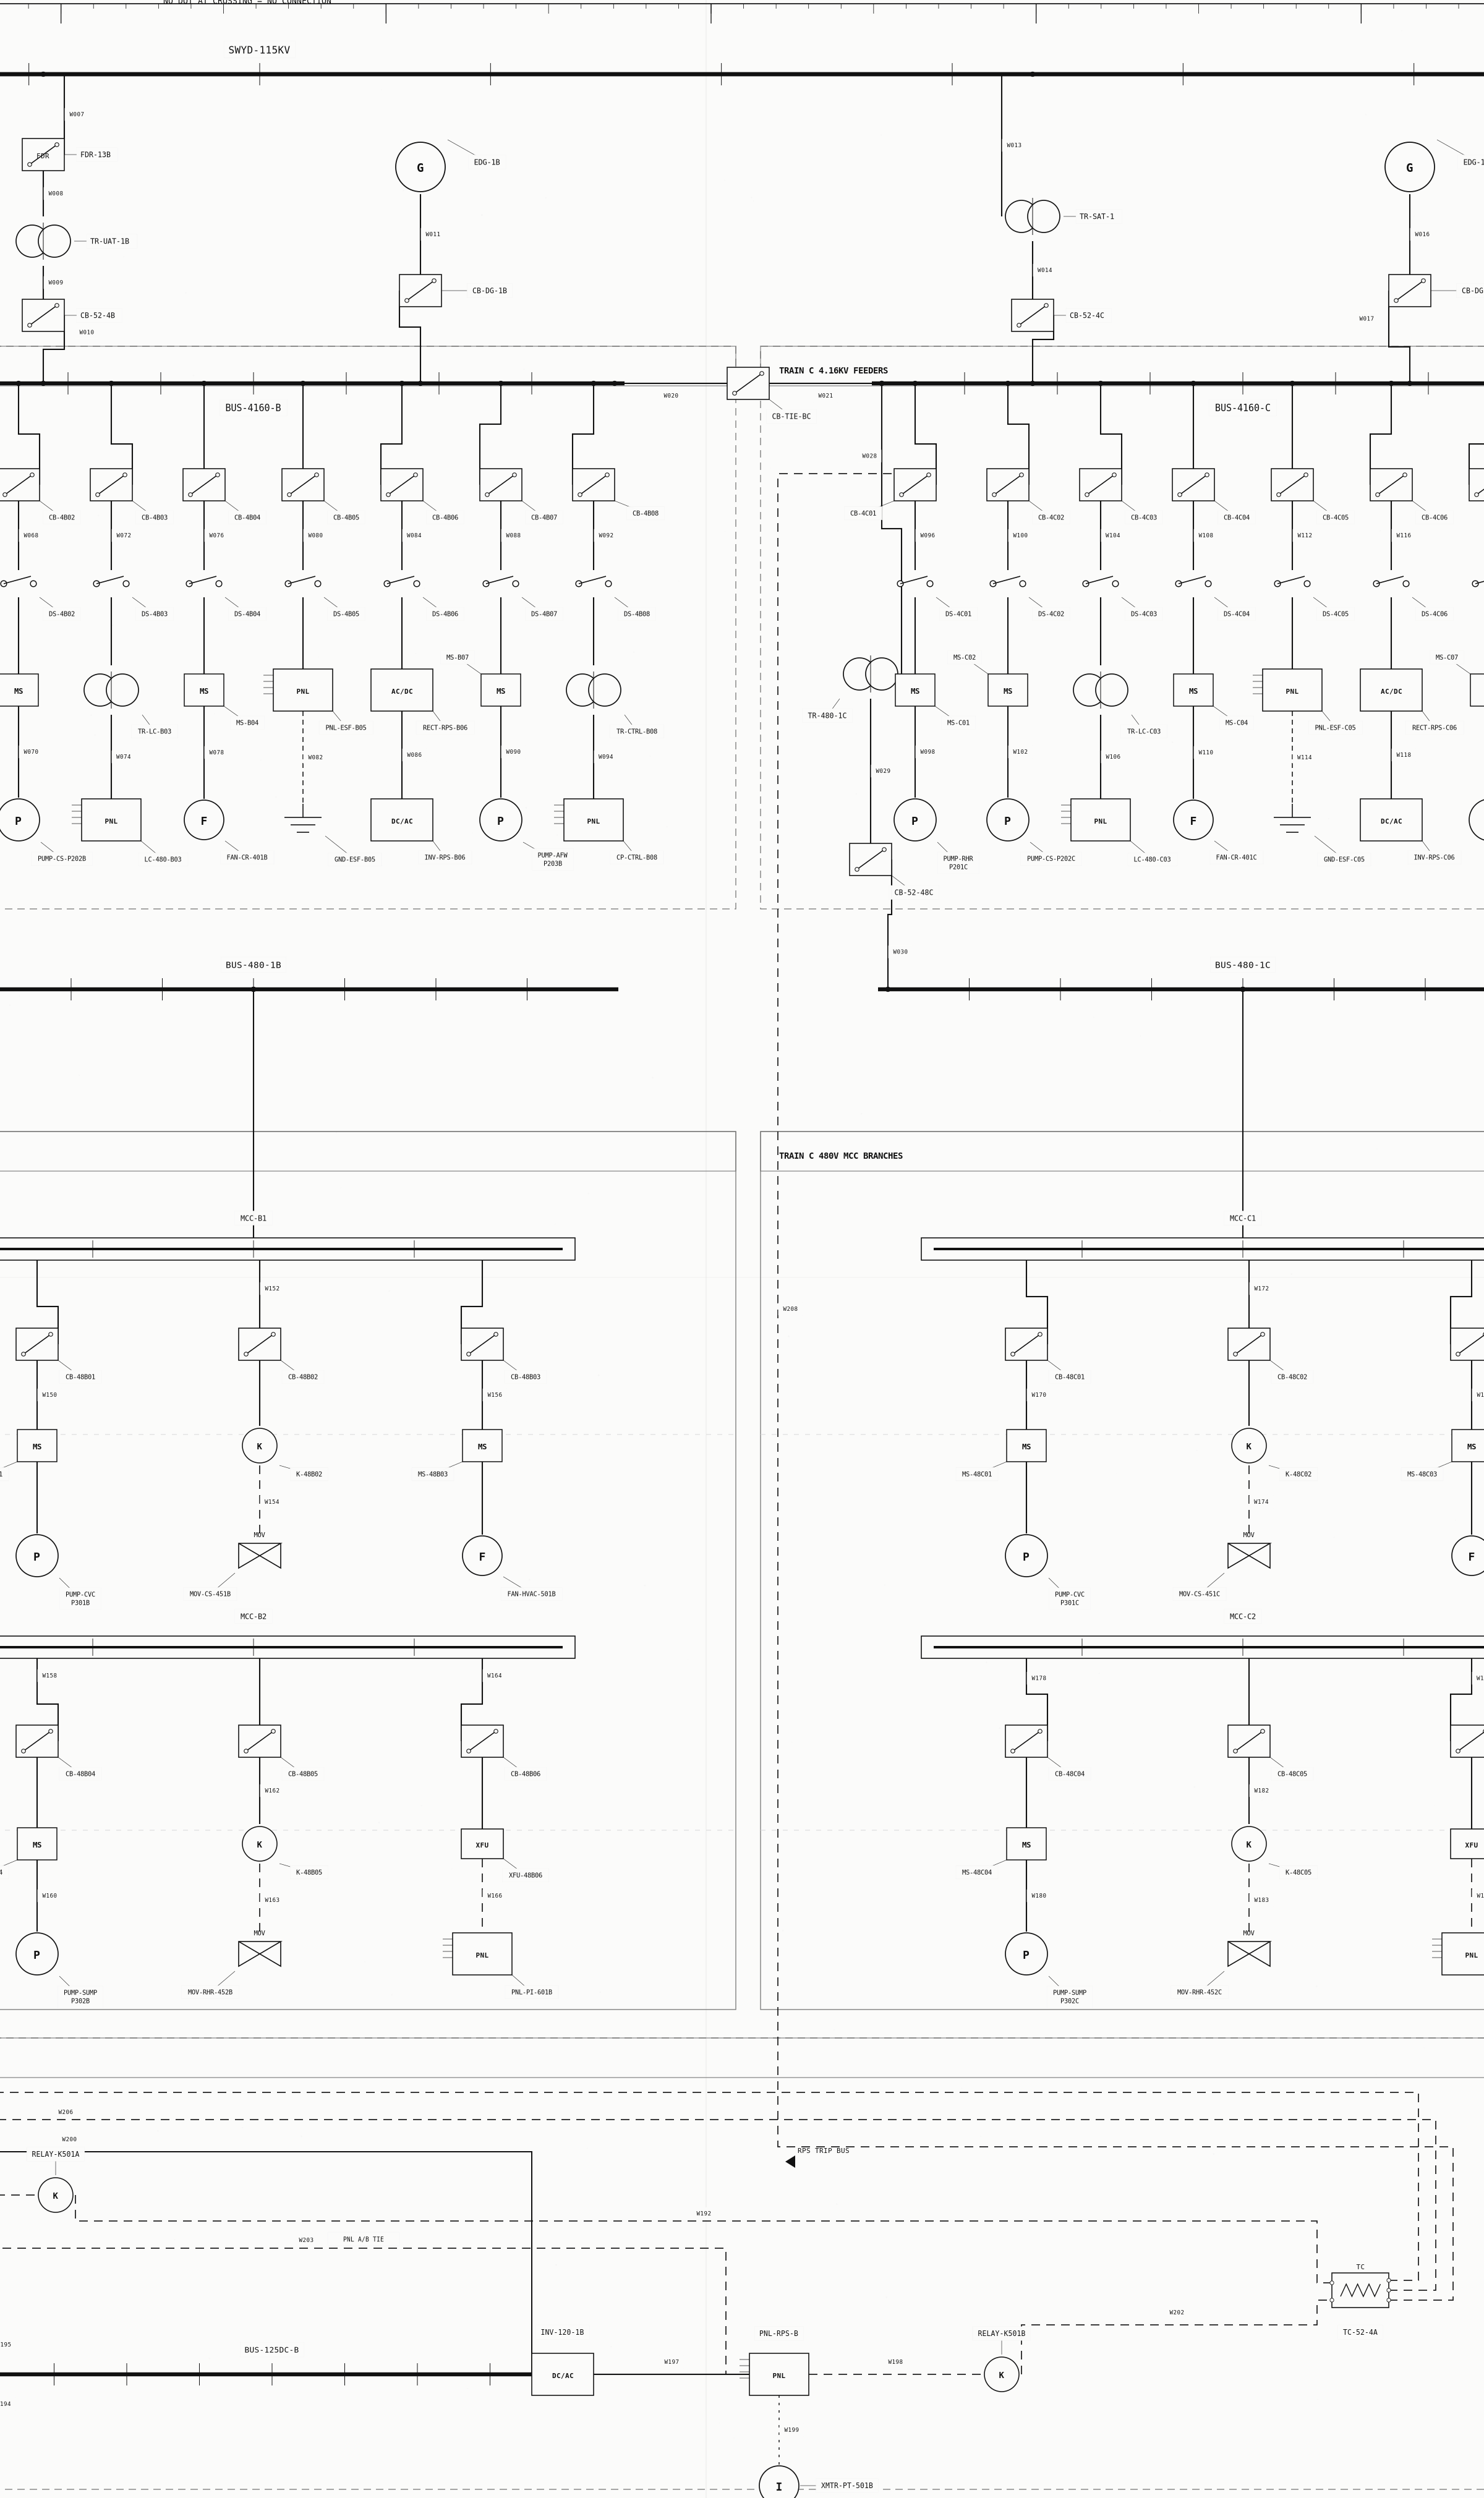 NO DOT AT CROSSING = NO CONNECTION
SWYD-115KV
W007
FDR
FDR-13B
W008
TR-UAT-1B
W009
CB-52-4B
W010
G
EDG-1B
W011
CB-DG-1B
W013
TR-SAT-1
W014
CB-52-4C
G
EDG-1
W016
CB-DG
W017
TRAIN C 4.16KV FEEDERS
BUS-4160-B
W020
W021
CB-TIE-BC
BUS-4160-C
W028
CB-4B02
CB-4B03
CB-4B04
CB-4B05
CB-4B06
CB-4B07
CB-4B08
CB-4C01
CB-4C02
CB-4C03
CB-4C04
CB-4C05
CB-4C06
W068
W072
W076
W080
W084
W088
W092
W096
W100
W104
W108
W112
W116
DS-4B02
DS-4B03
DS-4B04
DS-4B05
DS-4B06
DS-4B07
DS-4B08
DS-4C01
DS-4C02
DS-4C03
DS-4C04
DS-4C05
DS-4C06
MS-B07
MS-C02
MS-C07
MS
MS
PNL
AC/DC
MS
MS
MS
MS
PNL
AC/DC
TR-480-1C
MS-B04
TR-LC-B03
PNL-ESF-B05
RECT-RPS-B06
TR-CTRL-B08
MS-C01
TR-LC-C03
MS-C04
PNL-ESF-C05
RECT-RPS-C06
W070
W074
W078
W082
W086
W090
W094
W029
W098
W102
W106
W110
W114
W118
P
PNL
F
DC/AC
P
PNL
P
P
PNL
F
DC/AC
PUMP-CS-P202B
LC-480-B03
FAN-CR-401B
GND-ESF-B05
INV-RPS-B06
PUMP-AFW
P203B
CP-CTRL-B08
PUMP-RHR
P201C
PUMP-CS-P202C
LC-480-C03
FAN-CR-401C
GND-ESF-C05
INV-RPS-C06
CB-52-48C
W030
BUS-480-1B
BUS-480-1C
TRAIN C 480V MCC BRANCHES
MCC-B1
MCC-C1
W152
W172
W208
CB-48B01
CB-48B02
CB-48B03
CB-48C01
CB-48C02
W150
W156
W170
W1
MS
K
MS
MS
K
MS
1
K-48B02
MS-48B03
MS-48C01
K-48C02
MS-48C03
W154
W174
MOV
MOV
P
F
P
F
PUMP-CVC
P301B
MOV-CS-451B
FAN-HVAC-501B
PUMP-CVC
P301C
MOV-CS-451C
MCC-B2
MCC-C2
W158
W164
W178
W1
CB-48B04
CB-48B05
CB-48B06
CB-48C04
CB-48C05
W162
W182
MS
K
XFU
MS
K
XFU
4
K-48B05
XFU-48B06
MS-48C04
K-48C05
W160
W163
W166
W180
W183
W1
MOV
MOV
P
PNL
P
PNL
PUMP-SUMP
P302B
MOV-RHR-452B
PNL-PI-601B
PUMP-SUMP
P302C
MOV-RHR-452C
W206
W200
RELAY-K501A
RPS TRIP BUS
K
W192
W203
PNL A/B TIE
TC
W202
TC-52-4A
INV-120-1B
PNL-RPS-B
RELAY-K501B
195
BUS-125DC-B
W197
W198
DC/AC
PNL
K
194
W199
I
XMTR-PT-501B